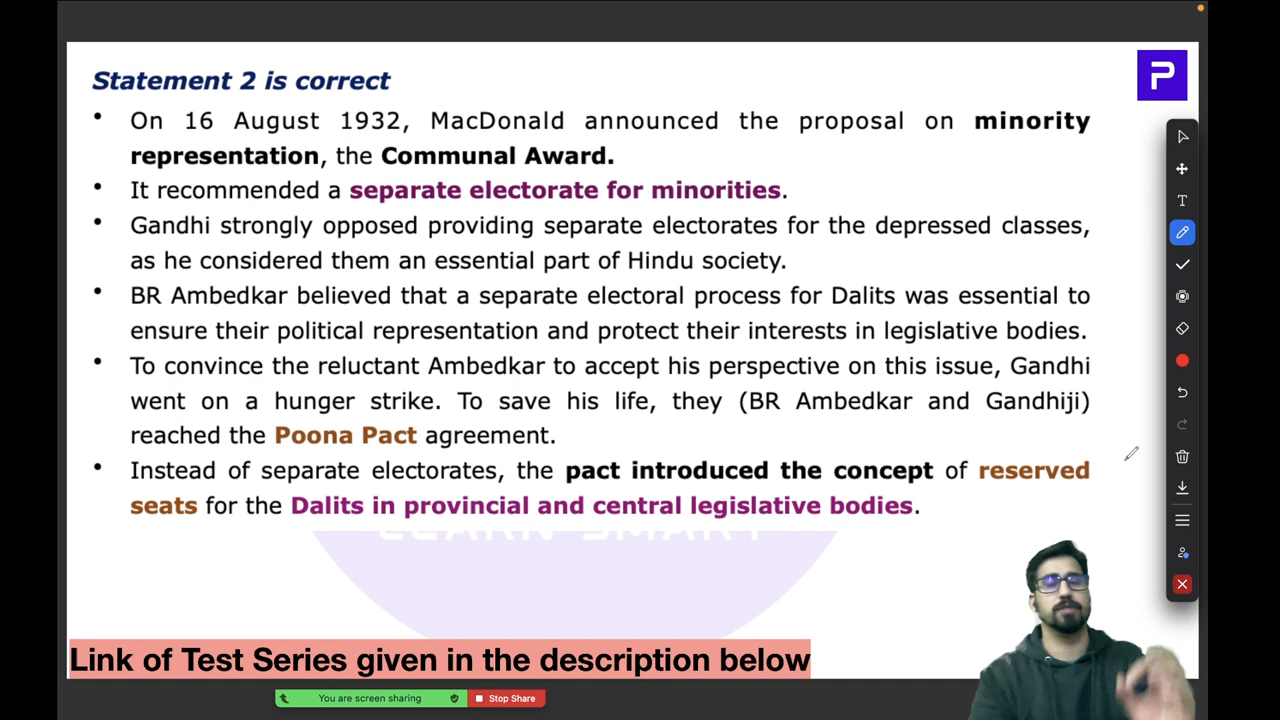 Statement 2 is correct
P
• On 16 August 1932, MacDonald announced the proposal on minority
representation, the Communal Award.
• It recommended a separate electorate for minorities.
• Gandhi strongly opposed providing separate electorates for the depressed classes,
as he considered them an essential part of Hindu society.
• BR Ambedkar believed that a separate electoral process for Dalits was essential to
ensure their political representation and protect their interests in legislative bodies.
• To convince the reluctant Ambedkar to accept his perspective on this issue, Gandhi
went on a hunger strike. To save his life, they (BR Ambedkar and Gandhiji)
reached the Poona Pact agreement.
• Instead of separate electorates, the pact introduced the concept of reserved
seats for the Dalits in provincial and central legislative bodies.
LEARN SMART
Link of Test Series given in the description below
You are screen sharing
Stop Share
T